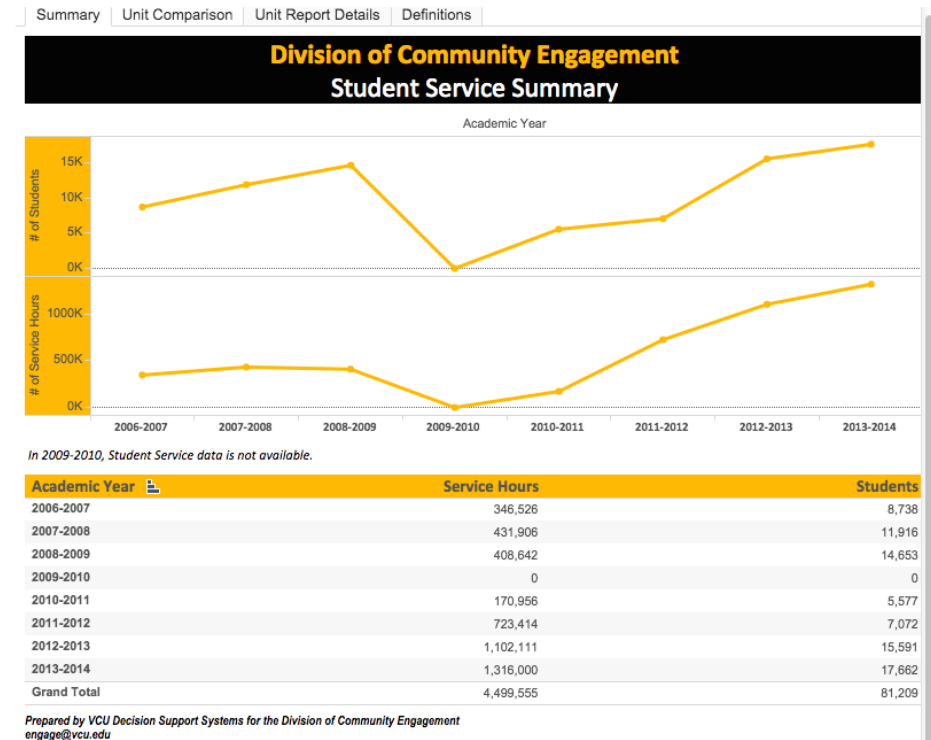 Summary Unit Comparison Unit Report Details Definitions
Division of Community Engagement
Student Service Summary
Academic Year
# of Students
15K
10K
5K
0K
# of Service Hours
1000K
500K
0K
2006-2007 2007-2008 2008-2009 2009-2010 2010-2011 2011-2012 2012-2013 2013-2014
In 2009-2010, Student Service data is not available.
Academic Year Service Hours Students
2006-2007 346,526 8,738
2007-2008 431,906 11,916
2008-2009 408,642 14,653
2009-2010 0 0
2010-2011 170,956 5,577
2011-2012 723,414 7,072
2012-2013 1,102,111 15,591
2013-2014 1,316,000 17,662
Grand Total 4,499,555 81,209
Prepared by VCU Decision Support Systems for the Division of Community Engagement
engage@vcu.edu